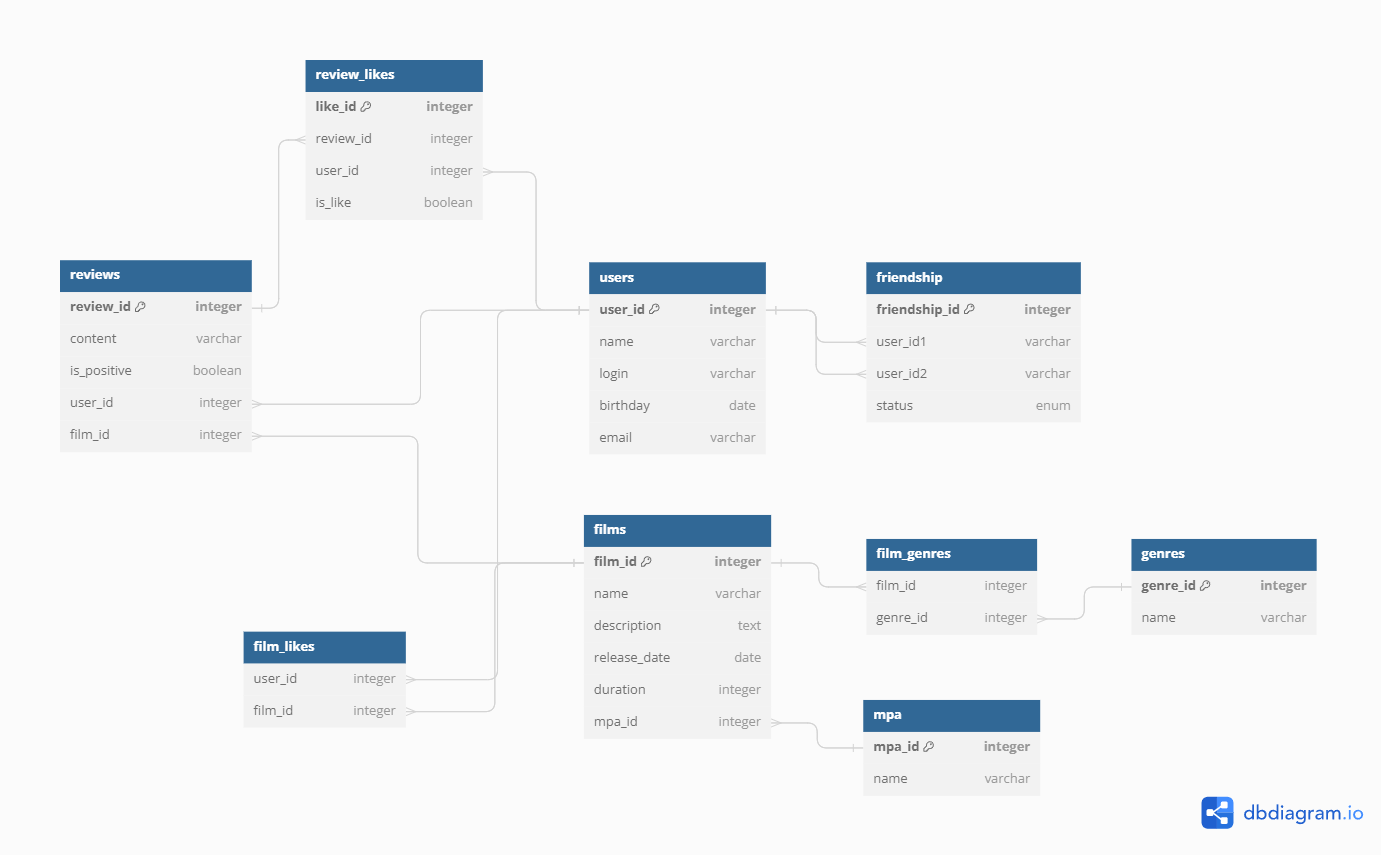 review_likes
like_id integer
review_id integer
user_id integer
is_like boolean
reviews
review_id integer
content varchar
is_positive boolean
user_id integer
film_id integer
users
user_id integer
name varchar
login varchar
birthday date
email varchar
friendship
friendship_id integer
user_id1 varchar
user_id2 varchar
status enum
films
film_id integer
name varchar
description text
release_date date
duration integer
mpa_id integer
film_genres
film_id integer
genre_id integer
genres
genre_id integer
name varchar
film_likes
user_id integer
film_id integer
mpa
mpa_id integer
name varchar
dbdiagram.io